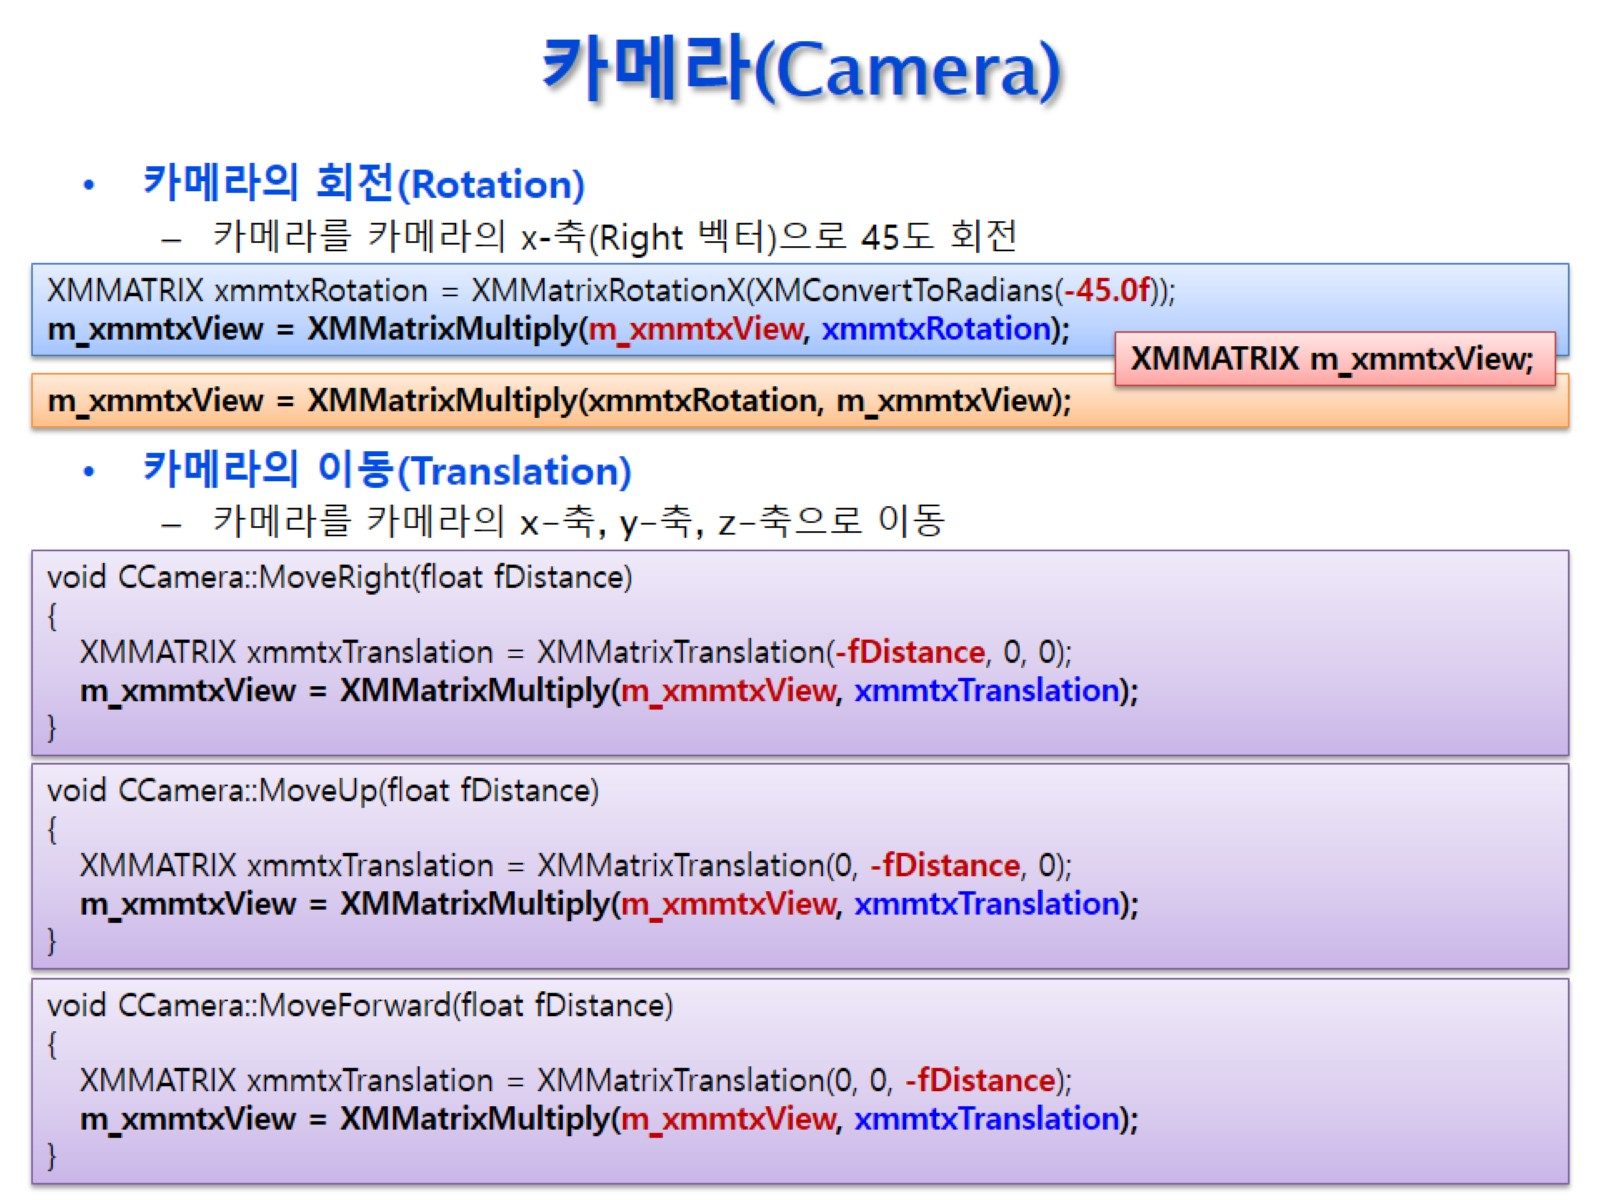 카메라(Camera)
• 카메라의 회전(Rotation)
– 카메라를 카메라의 x-축(Right 벡터)으로 45도 회전
XMMATRIX xmmtxRotation = XMMatrixRotationX(XMConvertToRadians(-45.0f));
m_xmmtxView = XMMatrixMultiply(m_xmmtxView, xmmtxRotation);
XMMATRIX m_xmmtxView;
m_xmmtxView = XMMatrixMultiply(xmmtxRotation, m_xmmtxView);
• 카메라의 이동(Translation)
– 카메라를 카메라의 x-축, y-축, z-축으로 이동
void CCamera::MoveRight(float fDistance)
{
XMMATRIX xmmtxTranslation = XMMatrixTranslation(-fDistance, 0, 0);
m_xmmtxView = XMMatrixMultiply(m_xmmtxView, xmmtxTranslation);
}
void CCamera::MoveUp(float fDistance)
{
XMMATRIX xmmtxTranslation = XMMatrixTranslation(0, -fDistance, 0);
m_xmmtxView = XMMatrixMultiply(m_xmmtxView, xmmtxTranslation);
}
void CCamera::MoveForward(float fDistance)
{
XMMATRIX xmmtxTranslation = XMMatrixTranslation(0, 0, -fDistance);
m_xmmtxView = XMMatrixMultiply(m_xmmtxView, xmmtxTranslation);
}